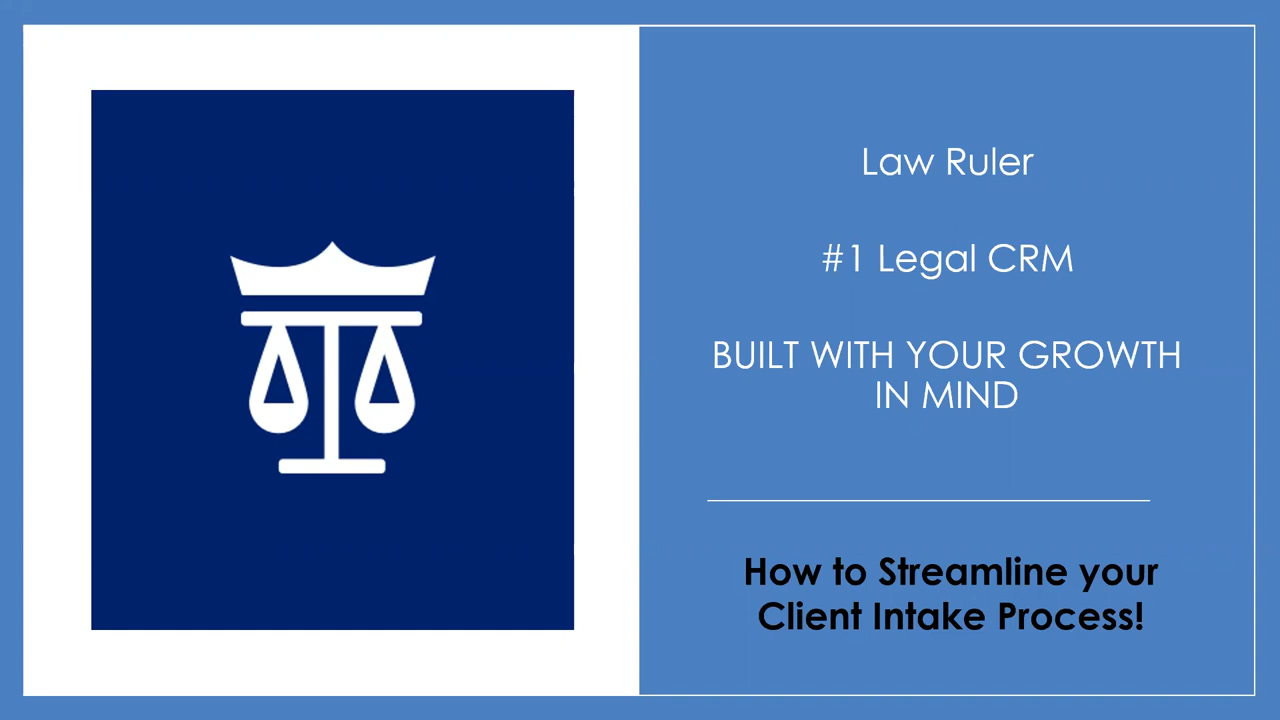 Law Ruler
#1 Legal CRM
BUILT WITH YOUR GROWTH
IN MIND
How to Streamline your
Client Intake Process!